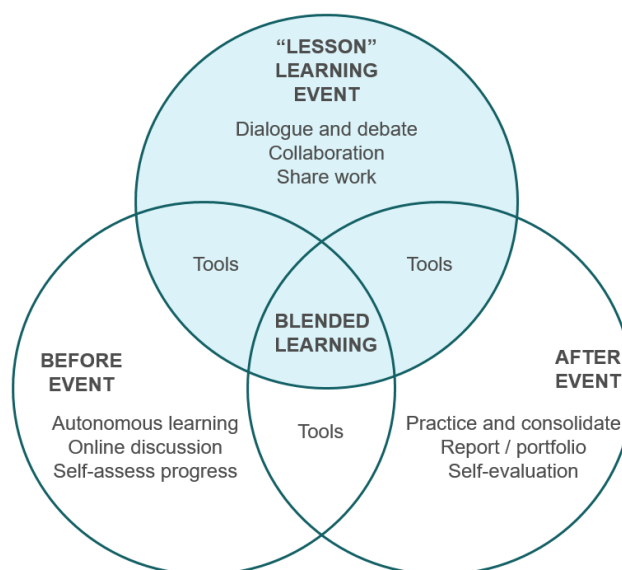 “LESSON”
LEARNING
EVENT
Dialogue and debate
Collaboration
Share work
Tools
Tools
BLENDED
LEARNING
BEFORE
EVENT
Autonomous learning
Online discussion
Self-assess progress
Tools
AFTER
EVENT
Practice and consolidate
Report / portfolio
Self-evaluation